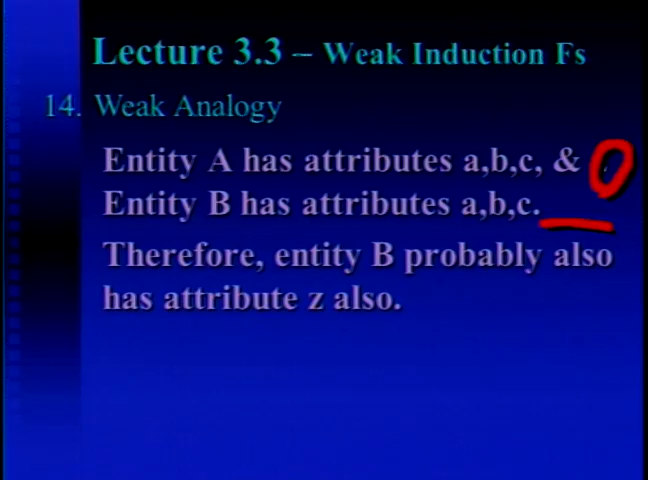 Lecture 3.3 – Weak Induction Fs
14. Weak Analogy
Entity A has attributes a,b,c, &
Entity B has attributes a,b,c.
Therefore, entity B probably also
has attribute z also.